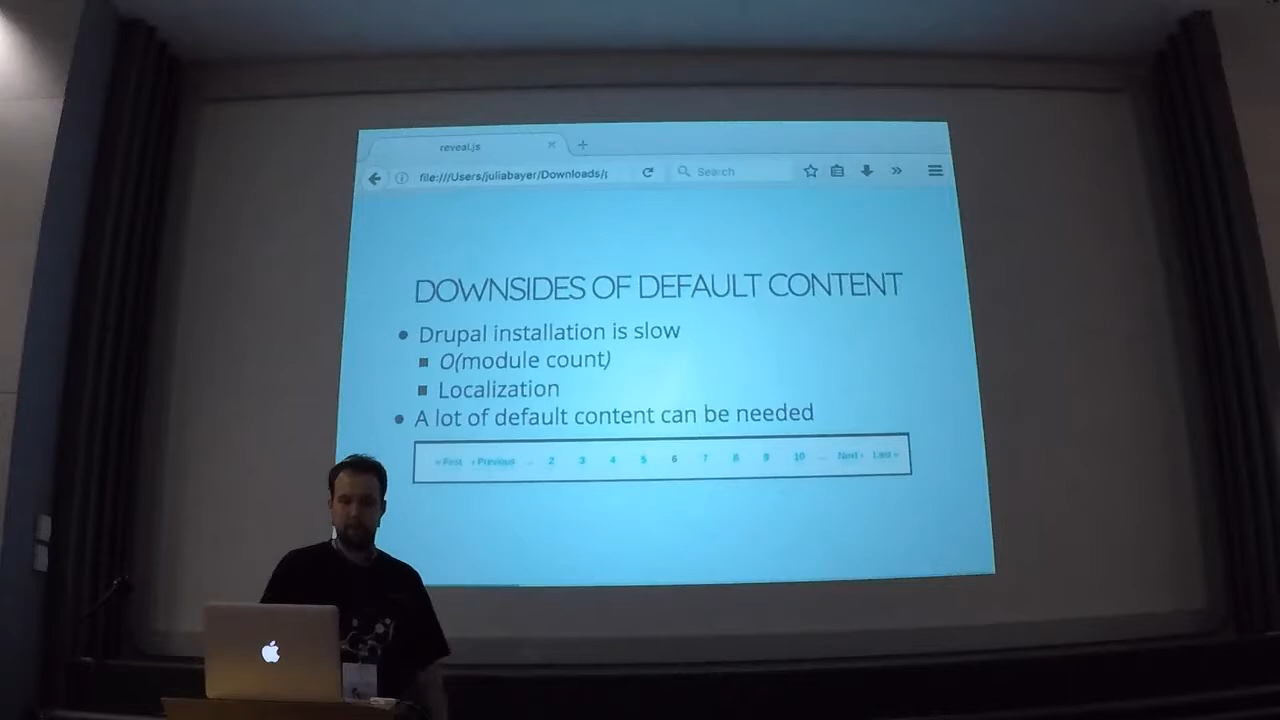 reveal.js
file:///Users/juliabayer/Downloads/
Search
DOWNSIDES OF DEFAULT CONTENT
Drupal installation is slow
O(module count)
Localization
A lot of default content can be needed
« First ‹ Previous ... 2 3 4 5 6 7 8 9 10 ... Next › Last »